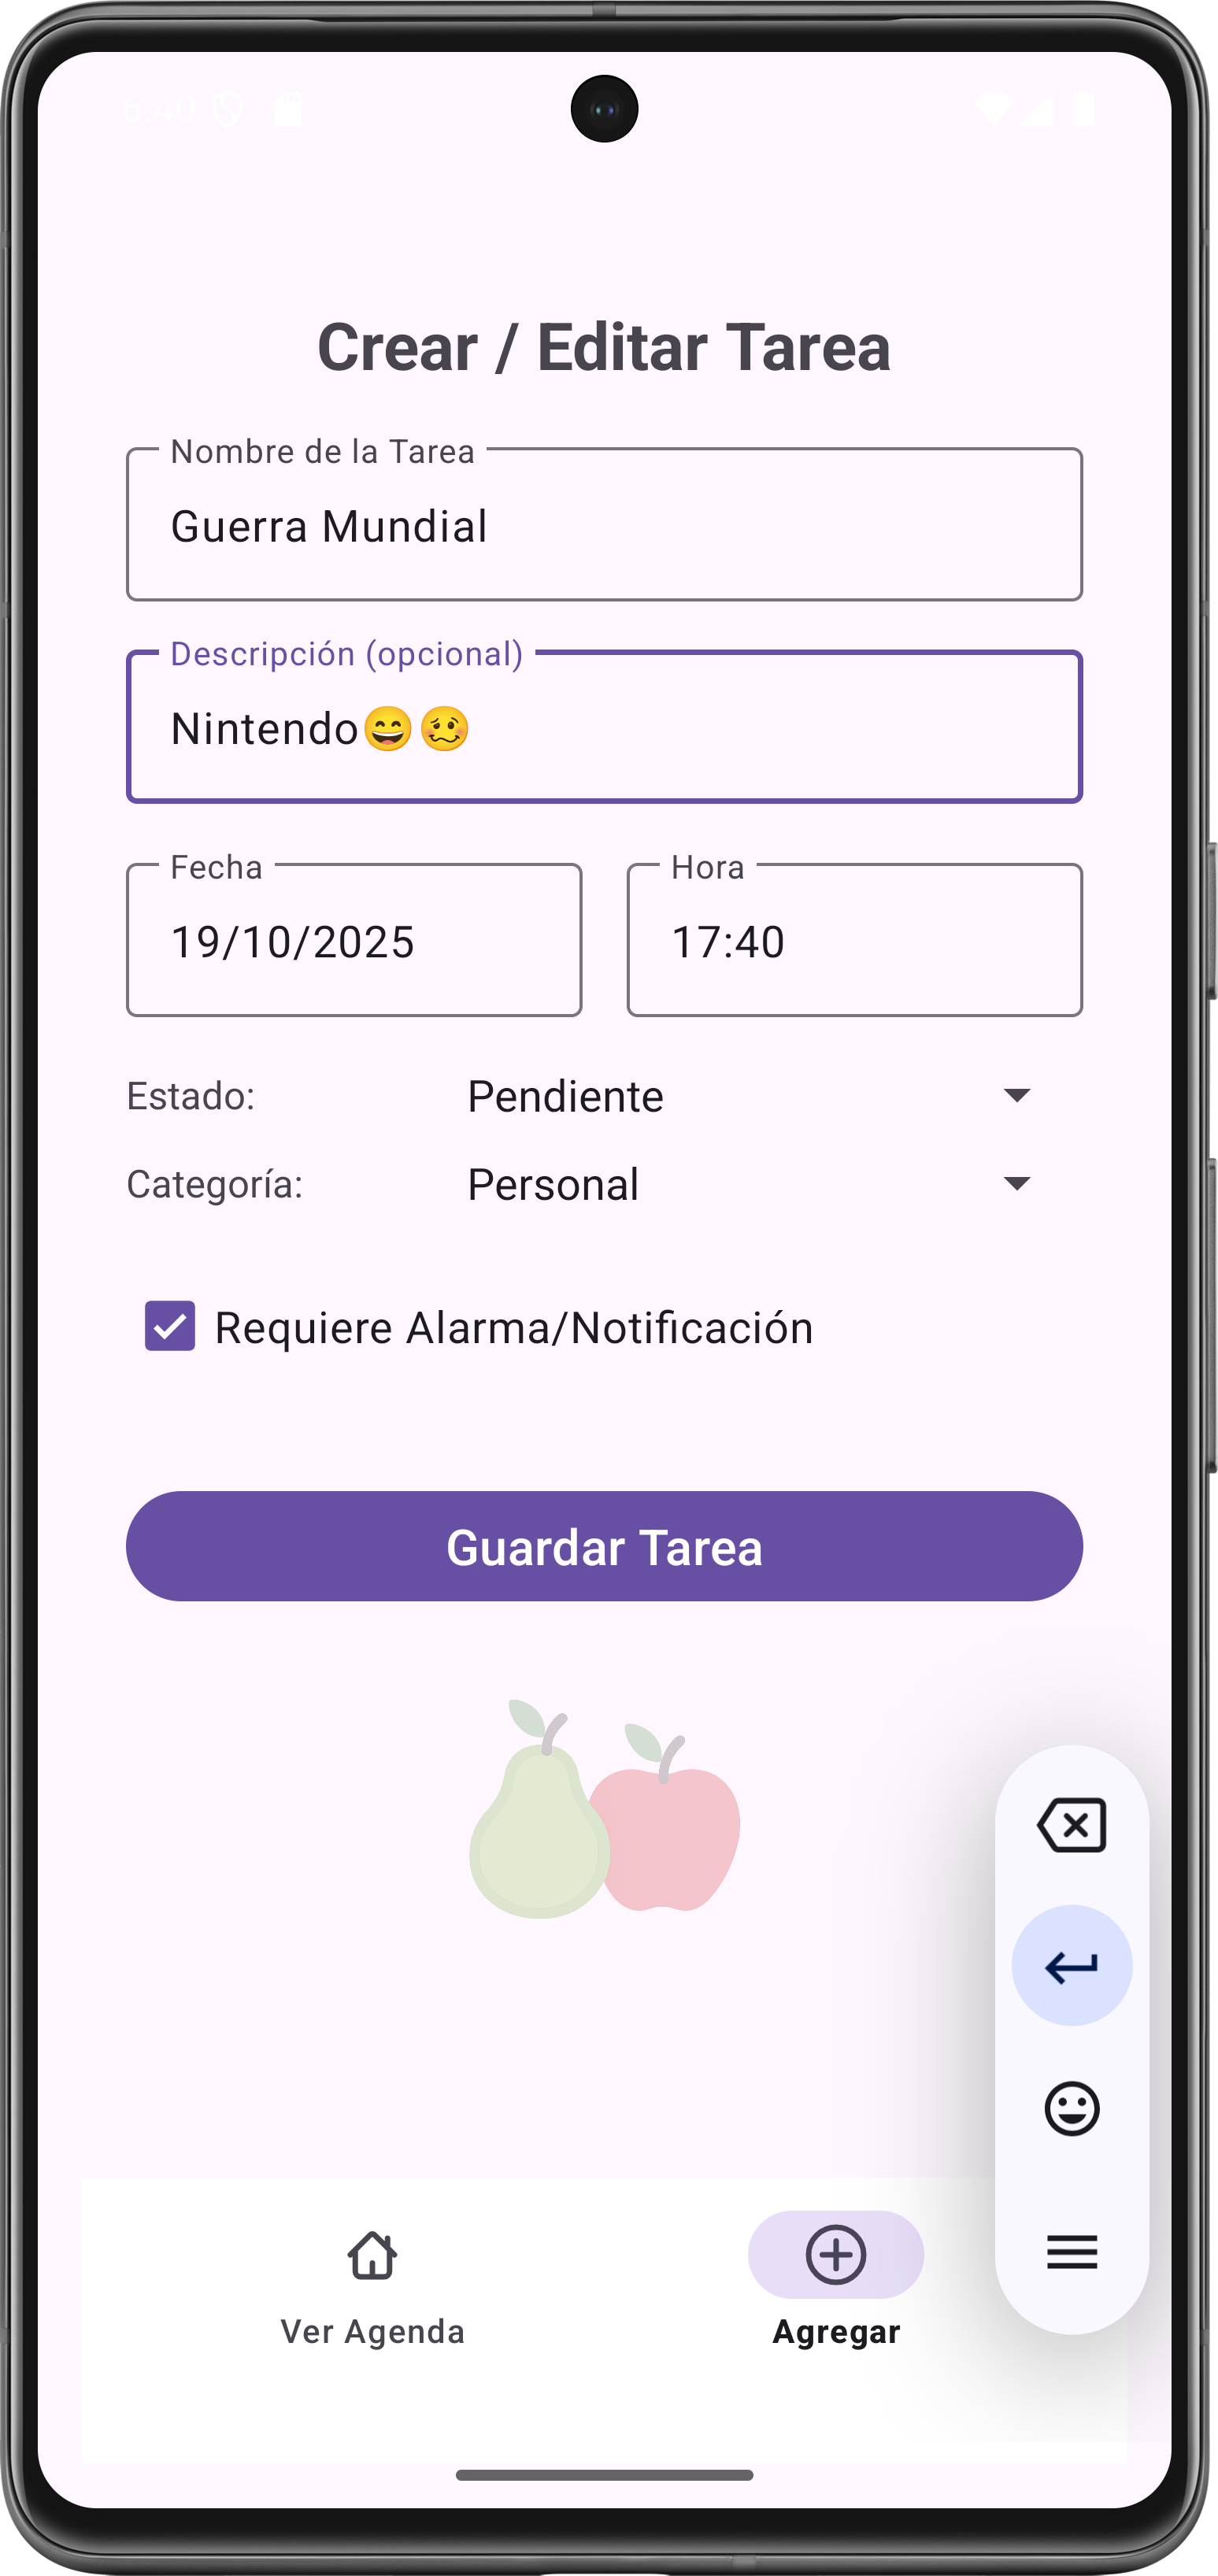 6:40
Crear / Editar Tarea
Nombre de la Tarea
Guerra Mundial
Descripción (opcional)
Nintendo😄🥴
Fecha
19/10/2025
Hora
17:40
Estado:
Pendiente
Categoría:
Personal
Requiere Alarma/Notificación
Guardar Tarea
Ver Agenda
Agregar